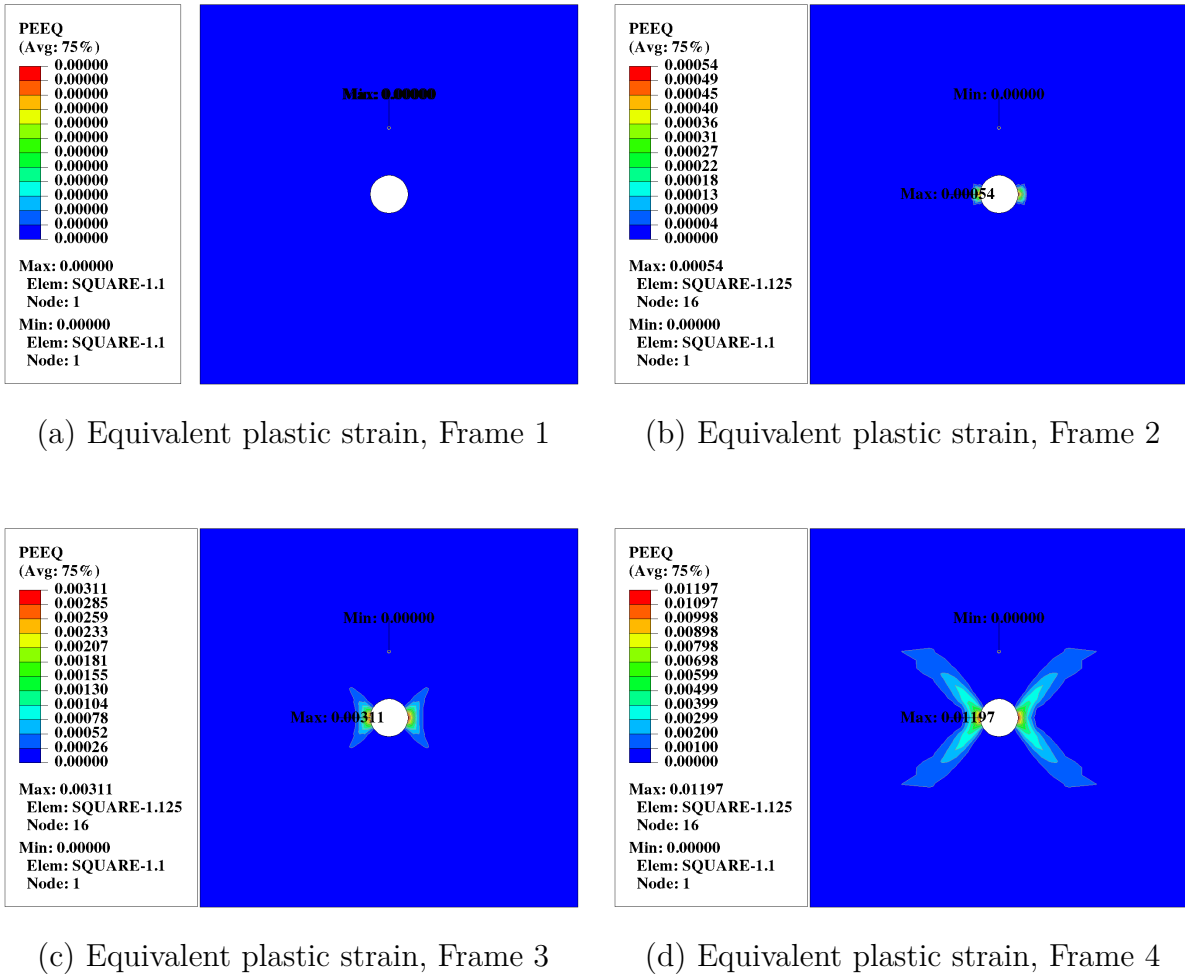 PEEQ
(Avg: 75%)
0.00000
0.00000
0.00000
0.00000
0.00000
0.00000
0.00000
0.00000
0.00000
0.00000
0.00000
0.00000
0.00000
Max: 0.00000
Elem: SQUARE-1.1
Node: 1
Min: 0.00000
Elem: SQUARE-1.1
Node: 1
Min: 0.00000
(a) Equivalent plastic strain, Frame 1
PEEQ
(Avg: 75%)
0.00054
0.00049
0.00045
0.00040
0.00036
0.00031
0.00027
0.00022
0.00018
0.00013
0.00009
0.00004
0.00000
Max: 0.00054
Elem: SQUARE-1.125
Node: 16
Min: 0.00000
Elem: SQUARE-1.1
Node: 1
Min: 0.00000
Max: 0.00054
(b) Equivalent plastic strain, Frame 2
PEEQ
(Avg: 75%)
0.00311
0.00285
0.00259
0.00233
0.00207
0.00181
0.00155
0.00130
0.00104
0.00078
0.00052
0.00026
0.00000
Max: 0.00311
Elem: SQUARE-1.125
Node: 16
Min: 0.00000
Elem: SQUARE-1.1
Node: 1
Min: 0.00000
Max: 0.00311
(c) Equivalent plastic strain, Frame 3
PEEQ
(Avg: 75%)
0.01197
0.01097
0.00998
0.00898
0.00798
0.00698
0.00599
0.00499
0.00399
0.00299
0.00200
0.00100
0.00000
Max: 0.01197
Elem: SQUARE-1.125
Node: 16
Min: 0.00000
Elem: SQUARE-1.1
Node: 1
Min: 0.00000
Max: 0.01197
(d) Equivalent plastic strain, Frame 4